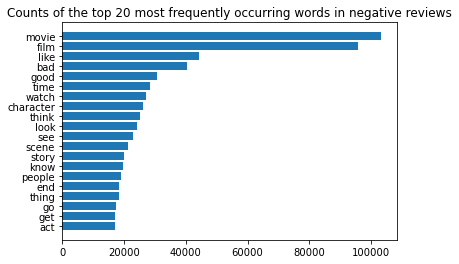 Counts of the top 20 most frequently occurring words in negative reviews
movie
film
like
bad
good
time
watch
character
think
look
see
scene
story
know
people
end
thing
go
get
act
0 20000 40000 60000 80000 100000